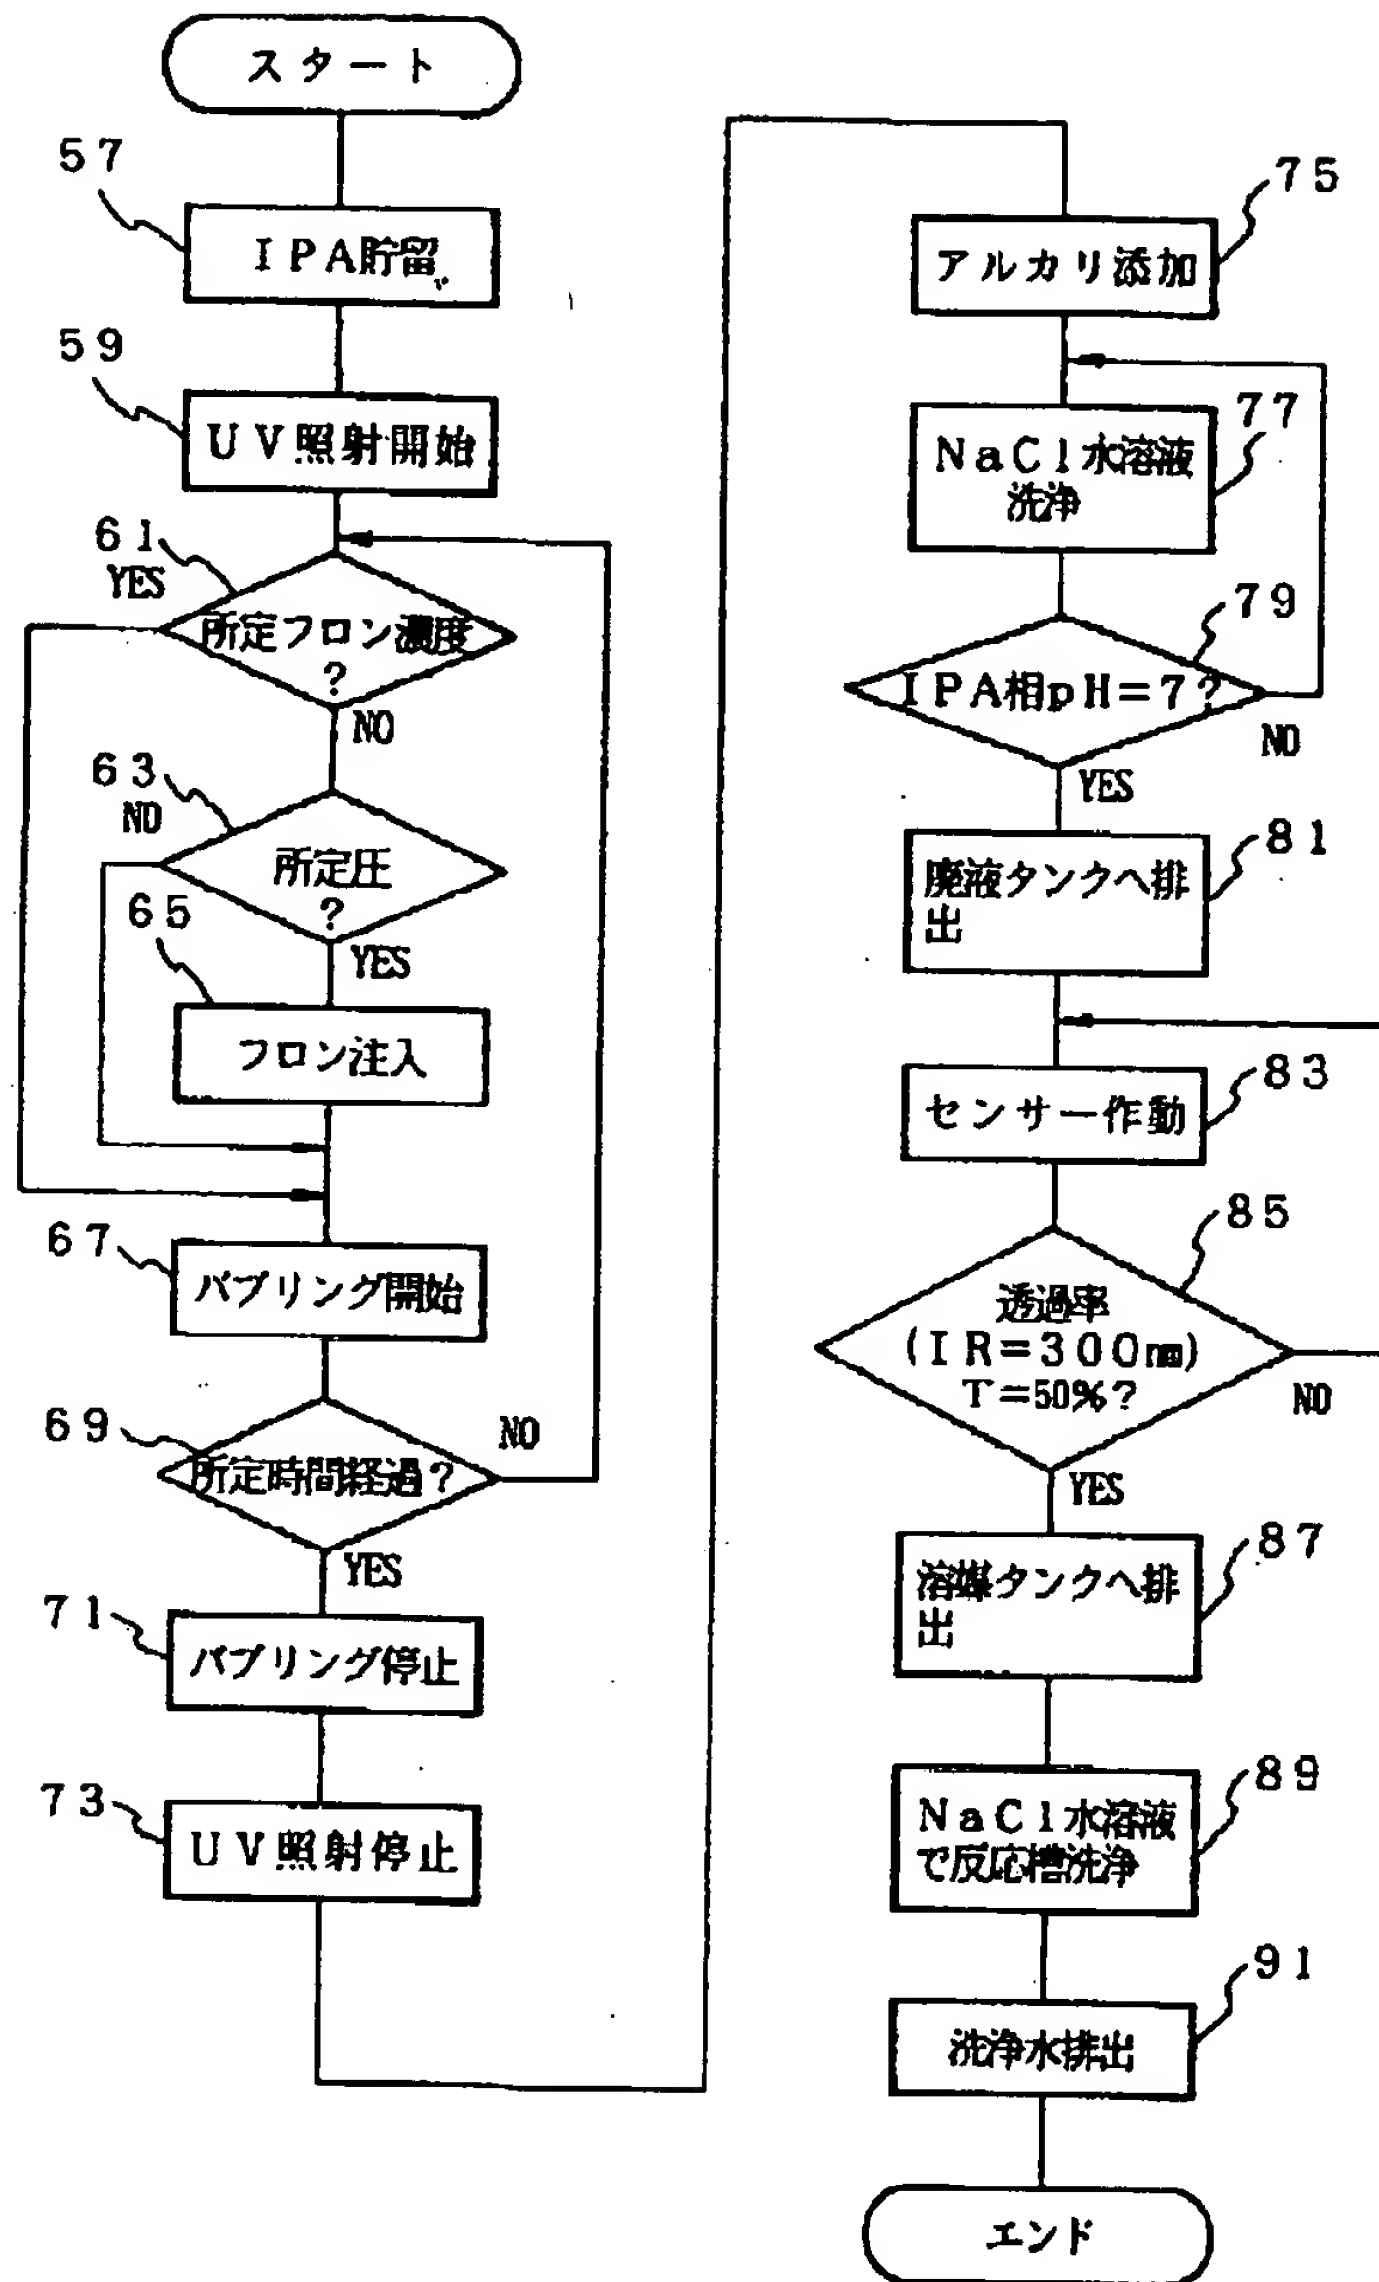 スタート
57
IPA貯留
59
UV照射開始
61
YES
所定フロン濃度
?
NO
63
NO
所定圧
?
65
YES
フロン注入
67
バブリング開始
69
NO
所定時間経過?
YES
71
バブリング停止
73
UV照射停止
75
アルカリ添加
77
NaCl水溶液
洗浄
79
IPA相pH=7?
NO
YES
81
廃液タンクへ排
出
83
センサー作動
85
透過率
(IR=300nm)
T=50%?
NO
YES
87
溶媒タンクへ排
出
89
NaCl水溶液
で反応槽洗浄
91
洗浄水排出
エンド